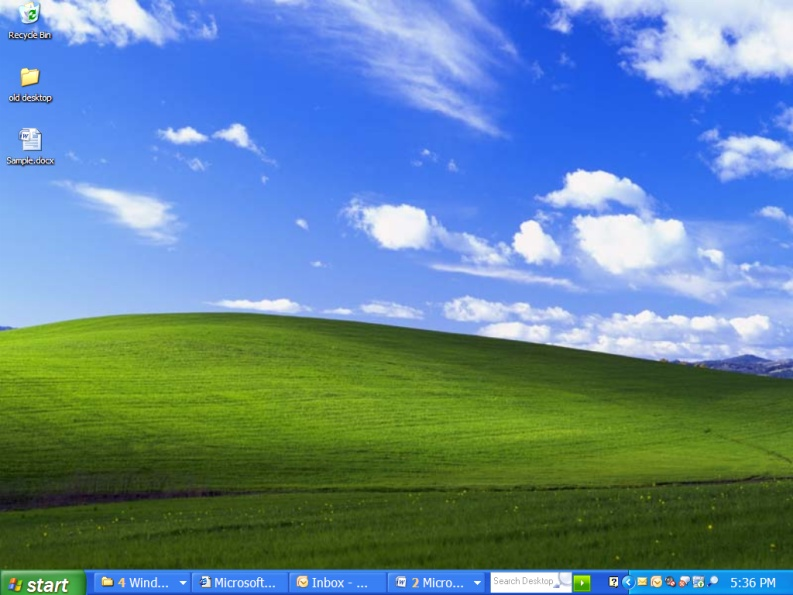 Recycle Bin
old desktop
Sample.docx
start
4 Wind...
Microsoft...
Inbox - ...
2 Micro...
Search Desktop
?
5:36 PM